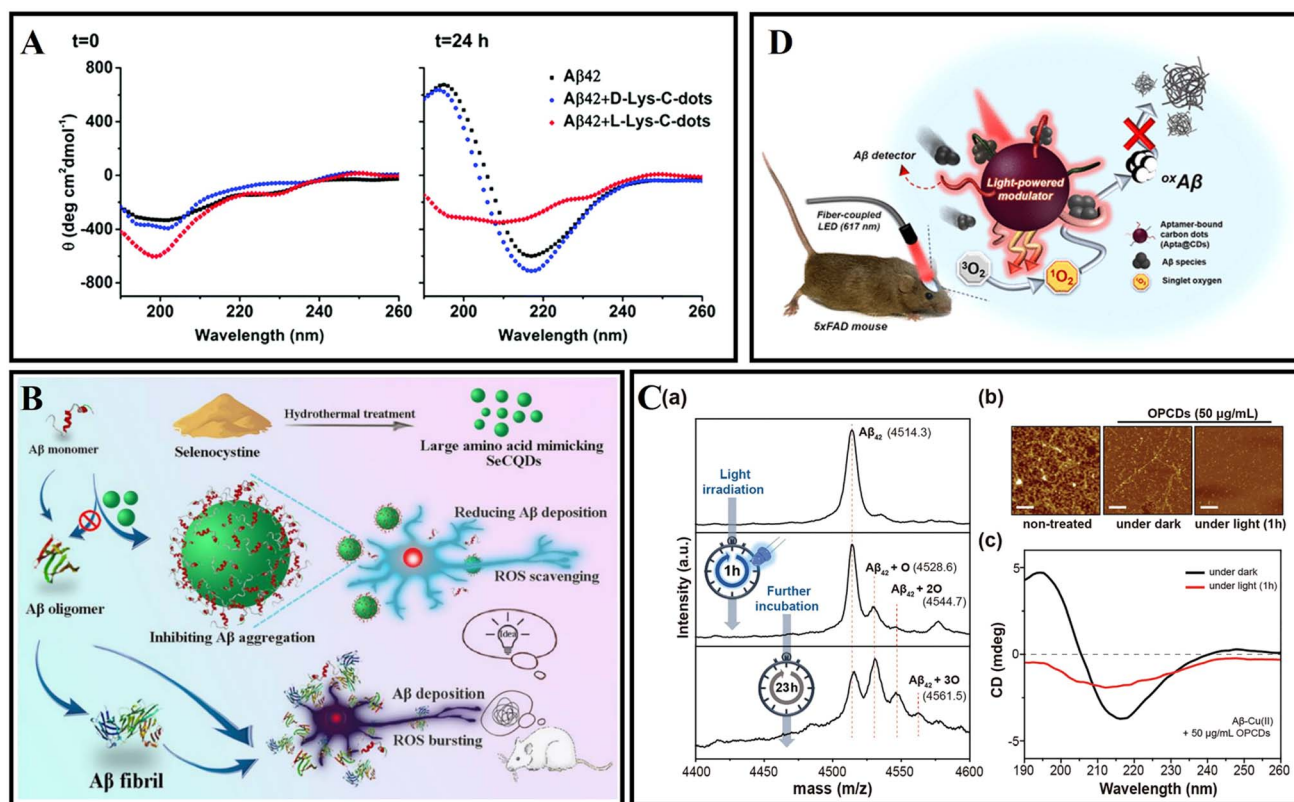 A
t=0
t=24 h
800
400
0
-400
-800
θ (deg cm²dmol⁻¹)
Aβ42
Aβ42+D-Lys-C-dots
Aβ42+L-Lys-C-dots
200 220 240 260
200 220 240 260
Wavelength (nm)
Wavelength (nm)
D
Aβ detector
Light-powered
modulator
oxAβ
Fiber-coupled
LED (617 nm)
³O₂
¹O₂
Aptamer-bound
carbon dots
(Apta@CDs)
Aβ species
¹O₂
Singlet oxygen
5xFAD mouse
B
Aβ monomer
Selenocystine
Hydrothermal treatment
Large amino acid mimicking
SeCQDs
Reducing Aβ deposition
ROS scavenging
Aβ oligomer
Inhibiting Aβ aggregation
idea
Aβ deposition
ROS bursting
Aβ fibril
C
(a)
Aβ₄₂ (4514.3)
Light
irradiation
1h
Aβ₄₂ + O (4528.6)
Aβ₄₂ + 2O
(4544.7)
Further
incubation
23h
Aβ₄₂ + 3O
(4561.5)
Intensity (a.u.)
4400 4450 4500 4550 4600
mass (m/z)
(b)
OPCDs (50 µg/mL)
non-treated
under dark
under light (1h)
(c)
under dark
under light (1h)
5
0
-5
CD (mdeg)
Aβ-Cu(II)
+ 50 µg/mL OPCDs
190 200 210 220 230 240 250 260
Wavelength (nm)